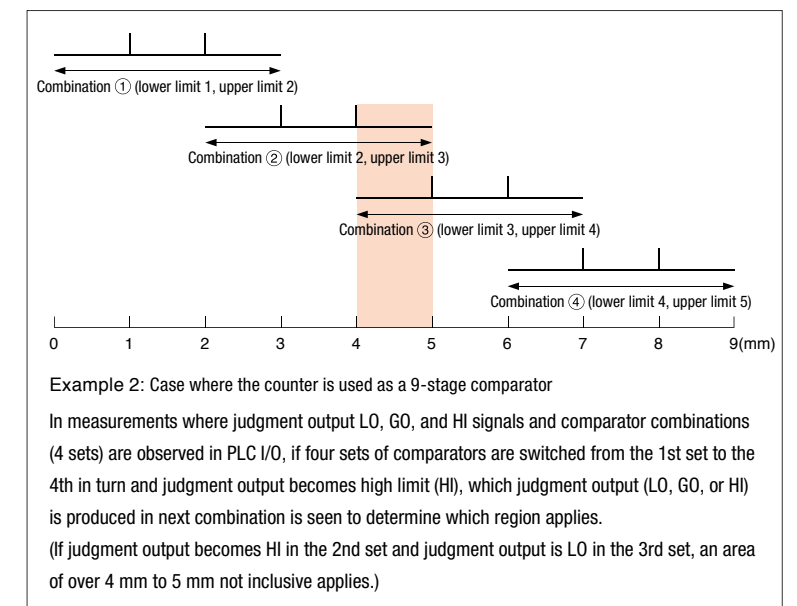 Combination ① (lower limit 1, upper limit 2)
Combination ② (lower limit 2, upper limit 3)
Combination ③ (lower limit 3, upper limit 4)
Combination ④ (lower limit 4, upper limit 5)
0 1 2 3 4 5 6 7 8 9(mm)
Example 2: Case where the counter is used as a 9-stage comparator
In measurements where judgment output LO, GO, and HI signals and comparator combinations
(4 sets) are observed in PLC I/O, if four sets of comparators are switched from the 1st set to the
4th in turn and judgment output becomes high limit (HI), which judgment output (LO, GO, or HI)
is produced in next combination is seen to determine which region applies.
(If judgment output becomes HI in the 2nd set and judgment output is LO in the 3rd set, an area
of over 4 mm to 5 mm not inclusive applies.)